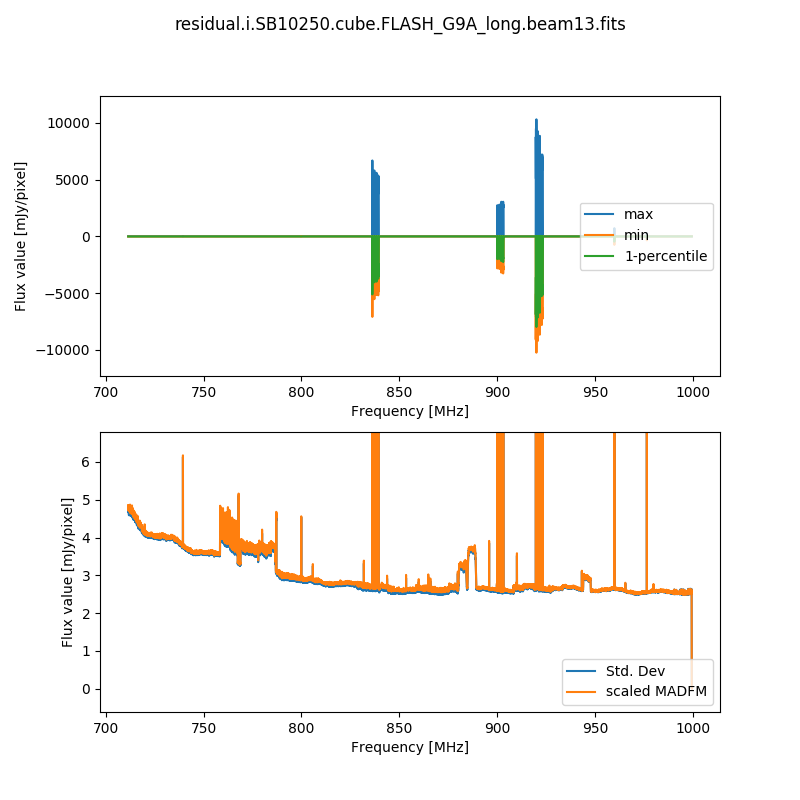 residual.i.SB10250.cube.FLASH_G9A_long.beam13.fits
10000
5000
0
−5000
−10000
Flux value [mJy/pixel]
max
min
1-percentile
700 750 800 850 900 950 1000
Frequency [MHz]
6
5
4
3
2
1
0
Flux value [mJy/pixel]
Std. Dev
scaled MADFM
700 750 800 850 900 950 1000
Frequency [MHz]